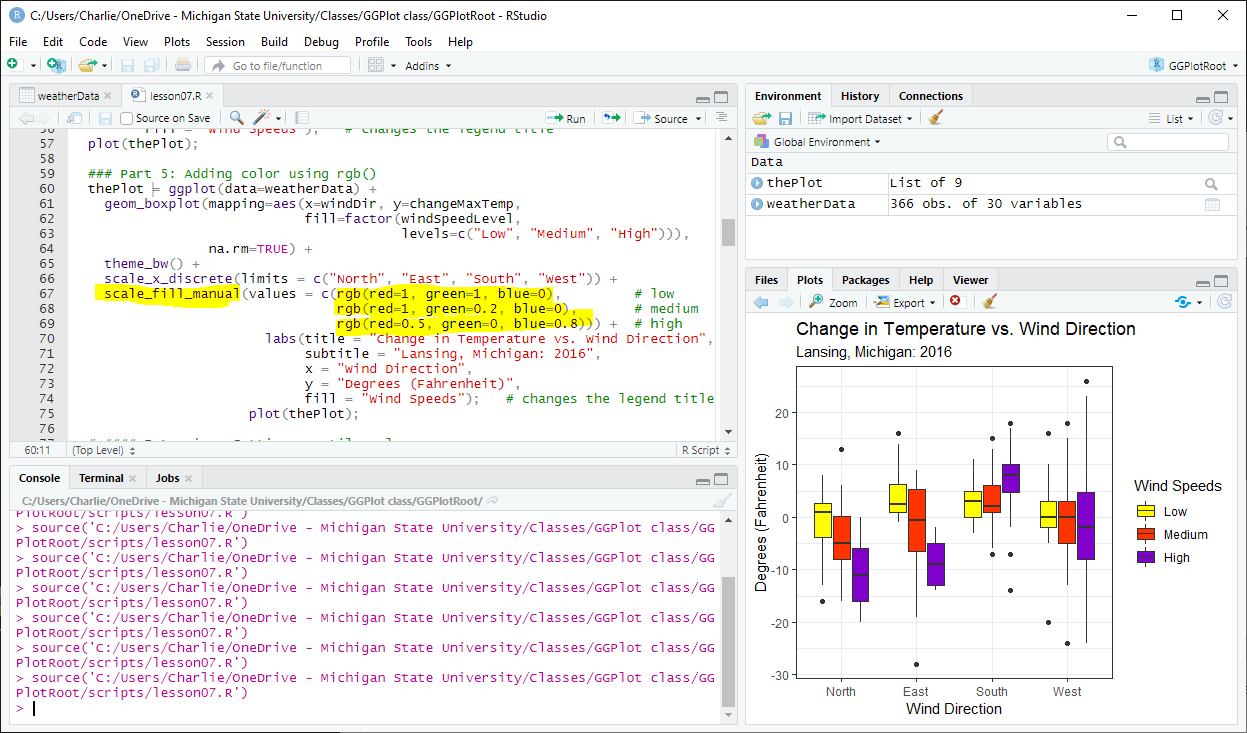 C:/Users/Charlie/OneDrive - Michigan State University/Classes/GGPlot class/GGPlotRoot - RStudio
File Edit Code View Plots Session Build Debug Profile Tools Help
Go to file/function Addins GGPlotRoot
weatherData lesson07.R
Source on Save Run Source
56 fill = "Wind Speeds"); # changes the legend title
57 plot(thePlot);
58
59 ### Part 5: Adding color using rgb()
60 thePlot = ggplot(data=weatherData) +
61 geom_boxplot(mapping=aes(x=windDir, y=changeMaxTemp,
62 fill=factor(windSpeedLevel,
63 levels=c("Low", "Medium", "High"))),
64 na.rm=TRUE) +
65 theme_bw() +
66 scale_x_discrete(limits = c("North", "East", "South", "West")) +
67 scale_fill_manual(values = c(rgb(red=1, green=1, blue=0), # low
68 rgb(red=1, green=0.2, blue=0), # medium
69 rgb(red=0.5, green=0, blue=0.8))) + # high
70 labs(title = "Change in Temperature vs. Wind Direction",
71 subtitle = "Lansing, Michigan: 2016",
72 x = "Wind Direction",
73 y = "Degrees (Fahrenheit)",
74 fill = "Wind Speeds"); # changes the legend title
75 plot(thePlot);
76
60:11 (Top Level) R Script
Console Terminal Jobs
C:/Users/Charlie/OneDrive - Michigan State University/Classes/GGPlot class/GGPlotRoot/
PlotRoot/scripts/lesson07.R')
> source('C:/Users/Charlie/OneDrive - Michigan State University/Classes/GGPlot class/GG
PlotRoot/scripts/lesson07.R')
> source('C:/Users/Charlie/OneDrive - Michigan State University/Classes/GGPlot class/GG
PlotRoot/scripts/lesson07.R')
> source('C:/Users/Charlie/OneDrive - Michigan State University/Classes/GGPlot class/GG
PlotRoot/scripts/lesson07.R')
> source('C:/Users/Charlie/OneDrive - Michigan State University/Classes/GGPlot class/GG
PlotRoot/scripts/lesson07.R')
> source('C:/Users/Charlie/OneDrive - Michigan State University/Classes/GGPlot class/GG
PlotRoot/scripts/lesson07.R')
> source('C:/Users/Charlie/OneDrive - Michigan State University/Classes/GGPlot class/GG
PlotRoot/scripts/lesson07.R')
>
Environment History Connections
Import Dataset List
Global Environment
Data
thePlot List of 9
weatherData 366 obs. of 30 variables
Files Plots Packages Help Viewer
Zoom Export
Change in Temperature vs. Wind Direction
Lansing, Michigan: 2016
Degrees (Fahrenheit)
20
10
0
-10
-20
-30
North East South West
Wind Direction
Wind Speeds
Low
Medium
High